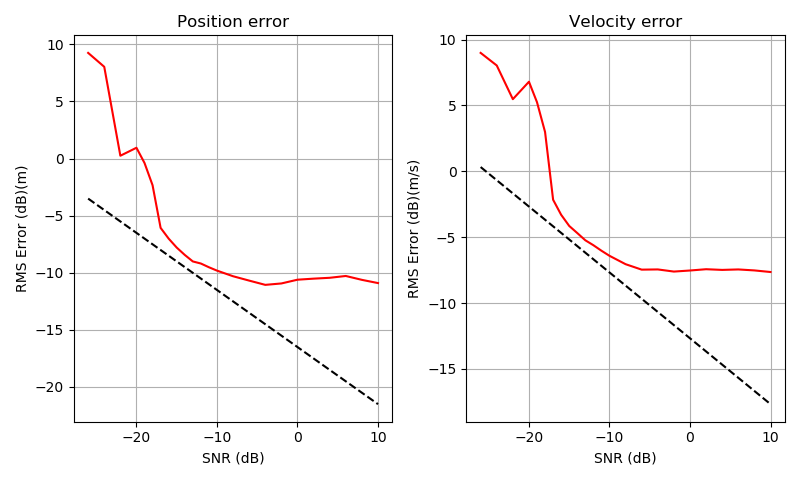 Position error
10
5
0
−5
−10
−15
−20
RMS Error (dB)(m)
−20 −10 0 10
SNR (dB)
Velocity error
10
5
0
−5
−10
−15
RMS Error (dB)(m/s)
−20 −10 0 10
SNR (dB)